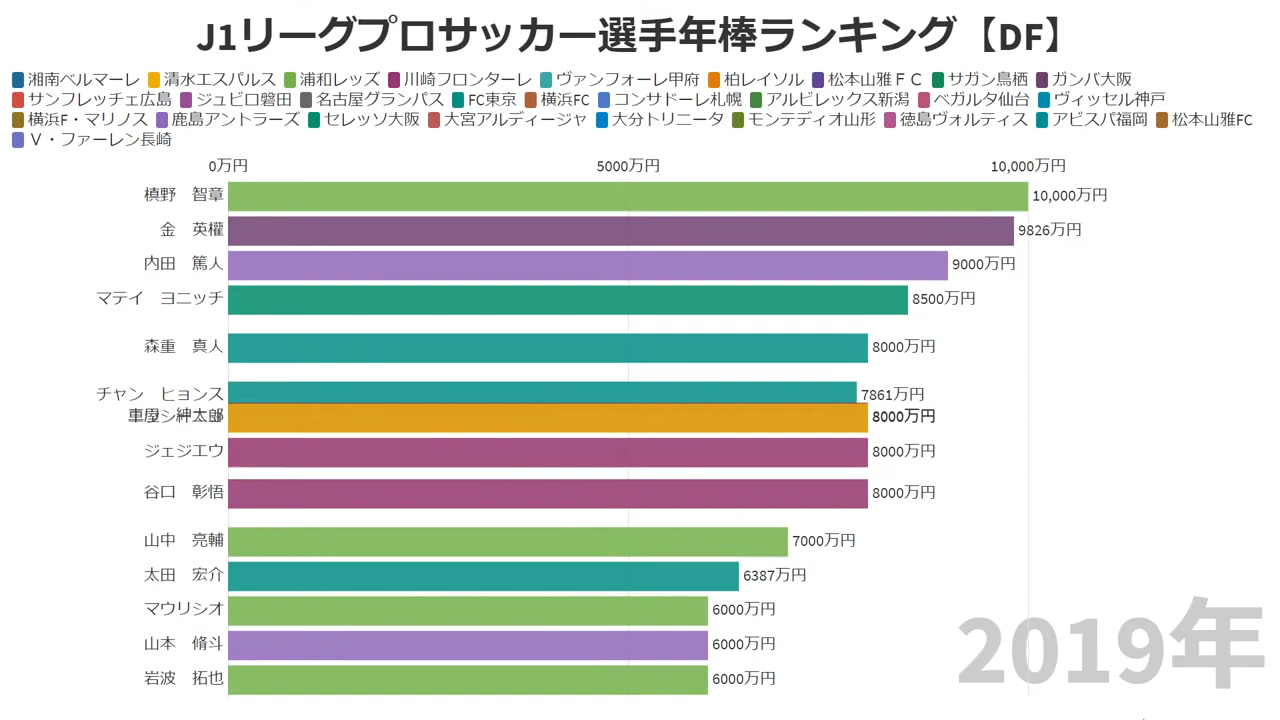 J1リーグプロサッカー選手年棒ランキング【DF】
湘南ベルマーレ 清水エスパルス 浦和レッズ 川崎フロンターレ ヴァンフォーレ甲府 柏レイソル 松本山雅ＦＣ サガン鳥栖 ガンバ大阪
サンフレッチェ広島 ジュビロ磐田 名古屋グランパス FC東京 横浜FC コンサドーレ札幌 アルビレックス新潟 ベガルタ仙台 ヴィッセル神戸
横浜F・マリノス 鹿島アントラーズ セレッソ大阪 大宮アルディージャ 大分トリニータ モンテディオ山形 徳島ヴォルティス アビスパ福岡 松本山雅FC
Ｖ・ファーレン長崎
0万円 5000万円 10,000万円
槙野　智章 10,000万円
金　英權 9826万円
内田　篤人 9000万円
マテイ　ヨニッチ 8500万円
森重　真人 8000万円
チャン　ヒョンス 7861万円
8000万円
ジェジエウ 8000万円
谷口　彰悟 8000万円
山中　亮輔 7000万円
太田　宏介 6387万円
マウリシオ 6000万円
山本　脩斗 6000万円
岩波　拓也 6000万円
2019年